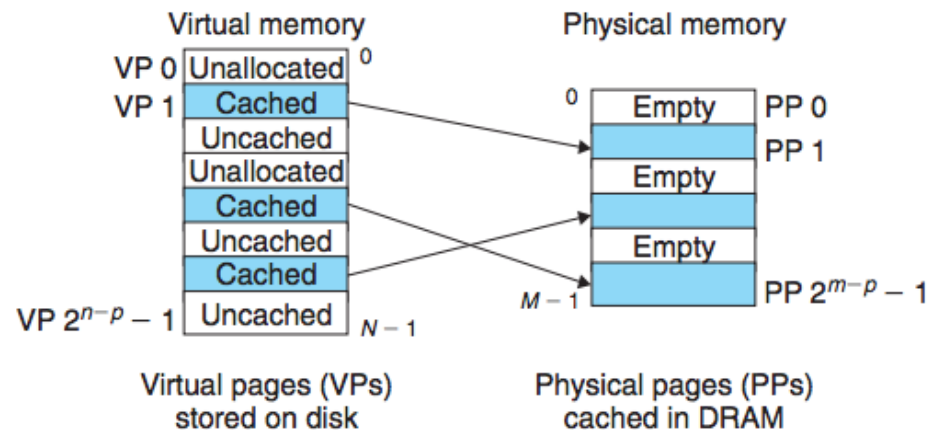 Virtual memory
VP 0 Unallocated 0
VP 1 Cached
Uncached
Unallocated
Cached
Uncached
Cached
VP 2^{n−p} − 1 Uncached N − 1
Virtual pages (VPs)
stored on disk
Physical memory
0 Empty PP 0
PP 1
Empty
Empty
M − 1 PP 2^{m−p} − 1
Physical pages (PPs)
cached in DRAM